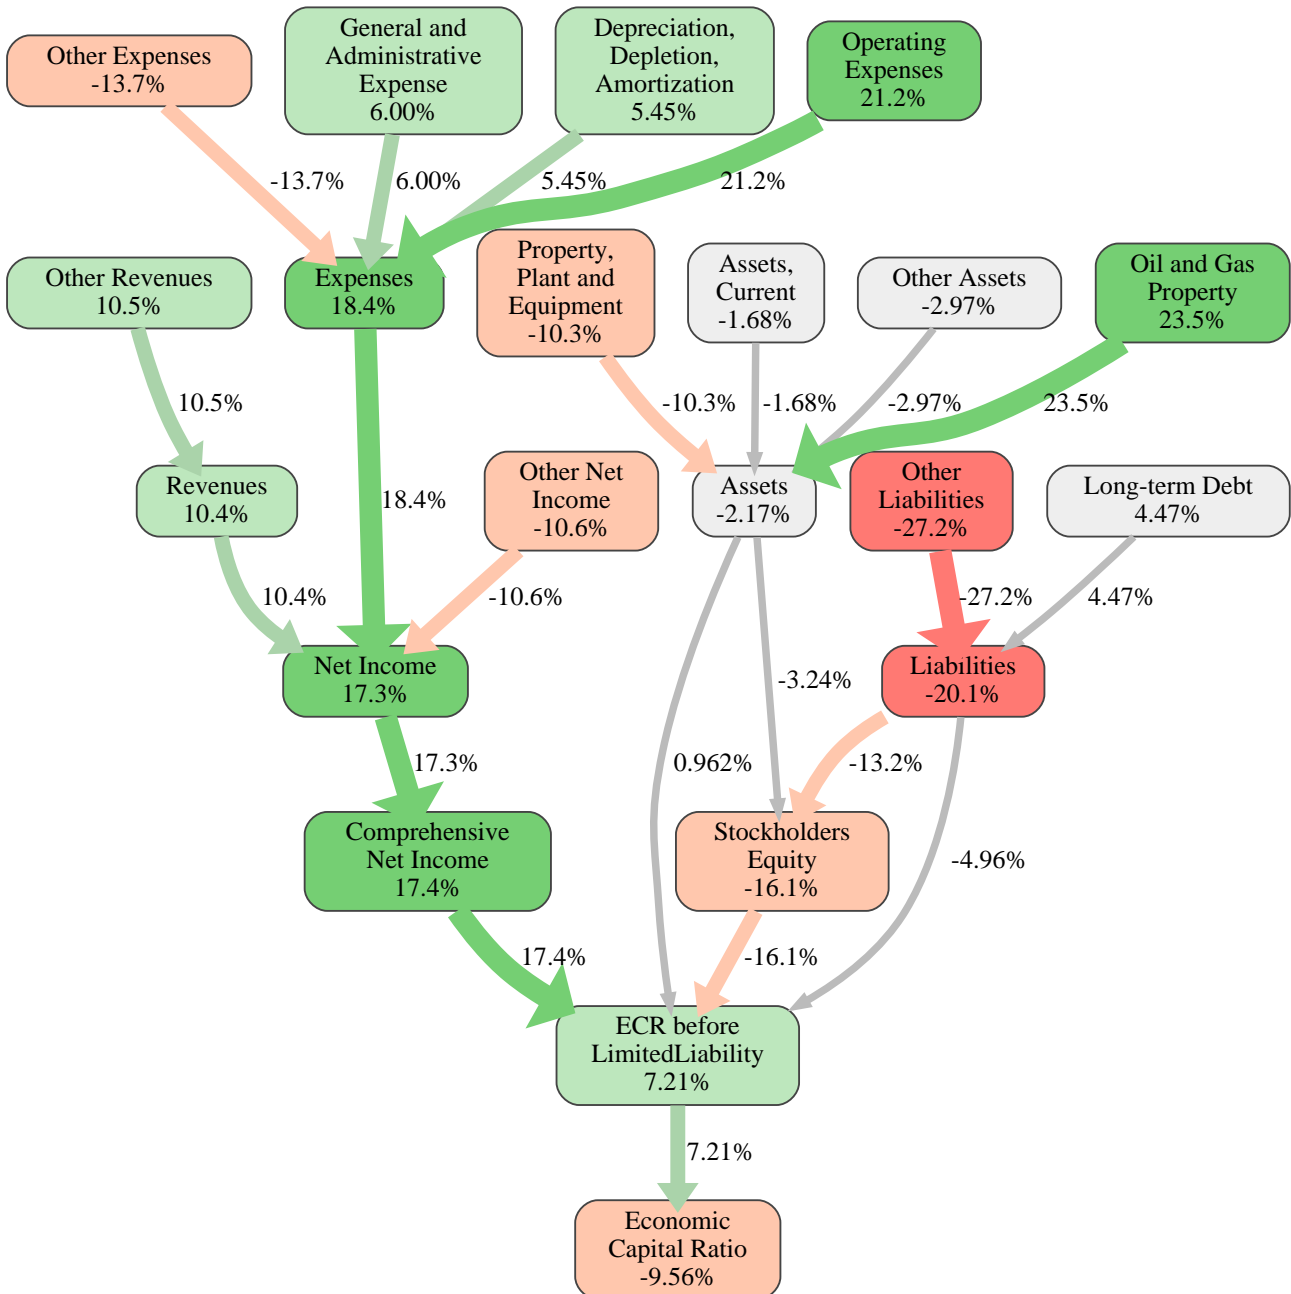 Other Expenses
-13.7%
General and
Administrative
Expense
6.00%
Depreciation,
Depletion,
Amortization
5.45%
Operating
Expenses
21.2%
-13.7%
6.00%
5.45%
21.2%
Other Revenues
10.5%
Expenses
18.4%
Property,
Plant and
Equipment
-10.3%
Assets,
Current
-1.68%
Other Assets
-2.97%
Oil and Gas
Property
23.5%
10.5%
-10.3%
-1.68%
-2.97%
23.5%
Revenues
10.4%
18.4%
Other Net
Income
-10.6%
Assets
-2.17%
Other
Liabilities
-27.2%
Long-term Debt
4.47%
10.4%
-10.6%
-27.2%
4.47%
Net Income
17.3%
-3.24%
Liabilities
-20.1%
17.3%
0.962%
-13.2%
Comprehensive
Net Income
17.4%
Stockholders
Equity
-16.1%
-4.96%
17.4%
-16.1%
ECR before
LimitedLiability
7.21%
7.21%
Economic
Capital Ratio
-9.56%